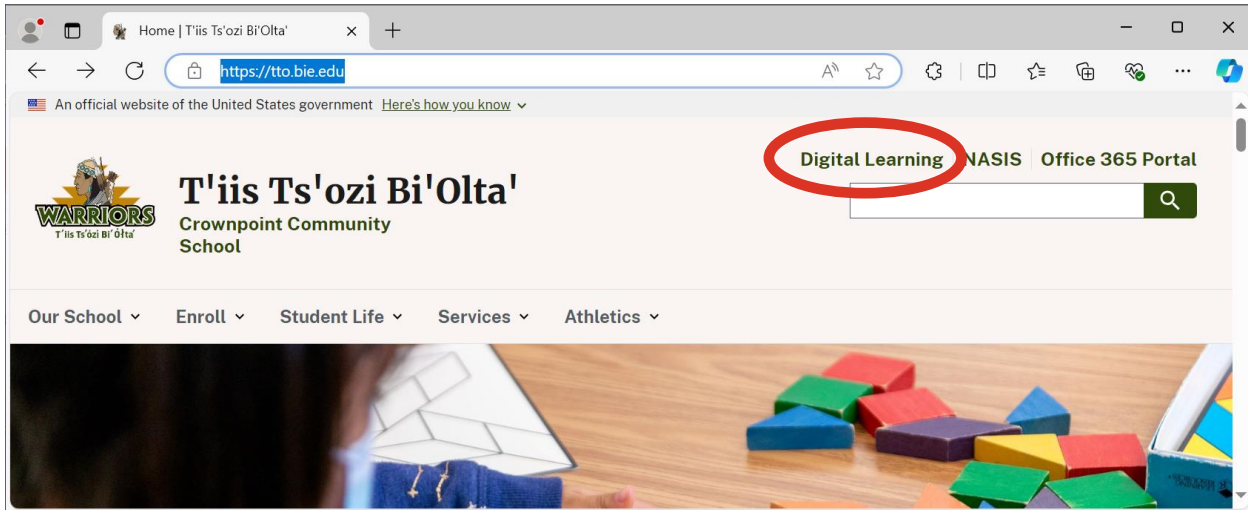 Home | T'iis Ts'ozi Bi'Olta'
https://tto.bie.edu
An official website of the United States government Here's how you know
Digital Learning NASIS Office 365 Portal
WARRIORS
T'iis Ts'ózi Bi' Ółta'
T'iis Ts'ozi Bi'Olta'
Crownpoint Community
School
Our School Enroll Student Life Services Athletics